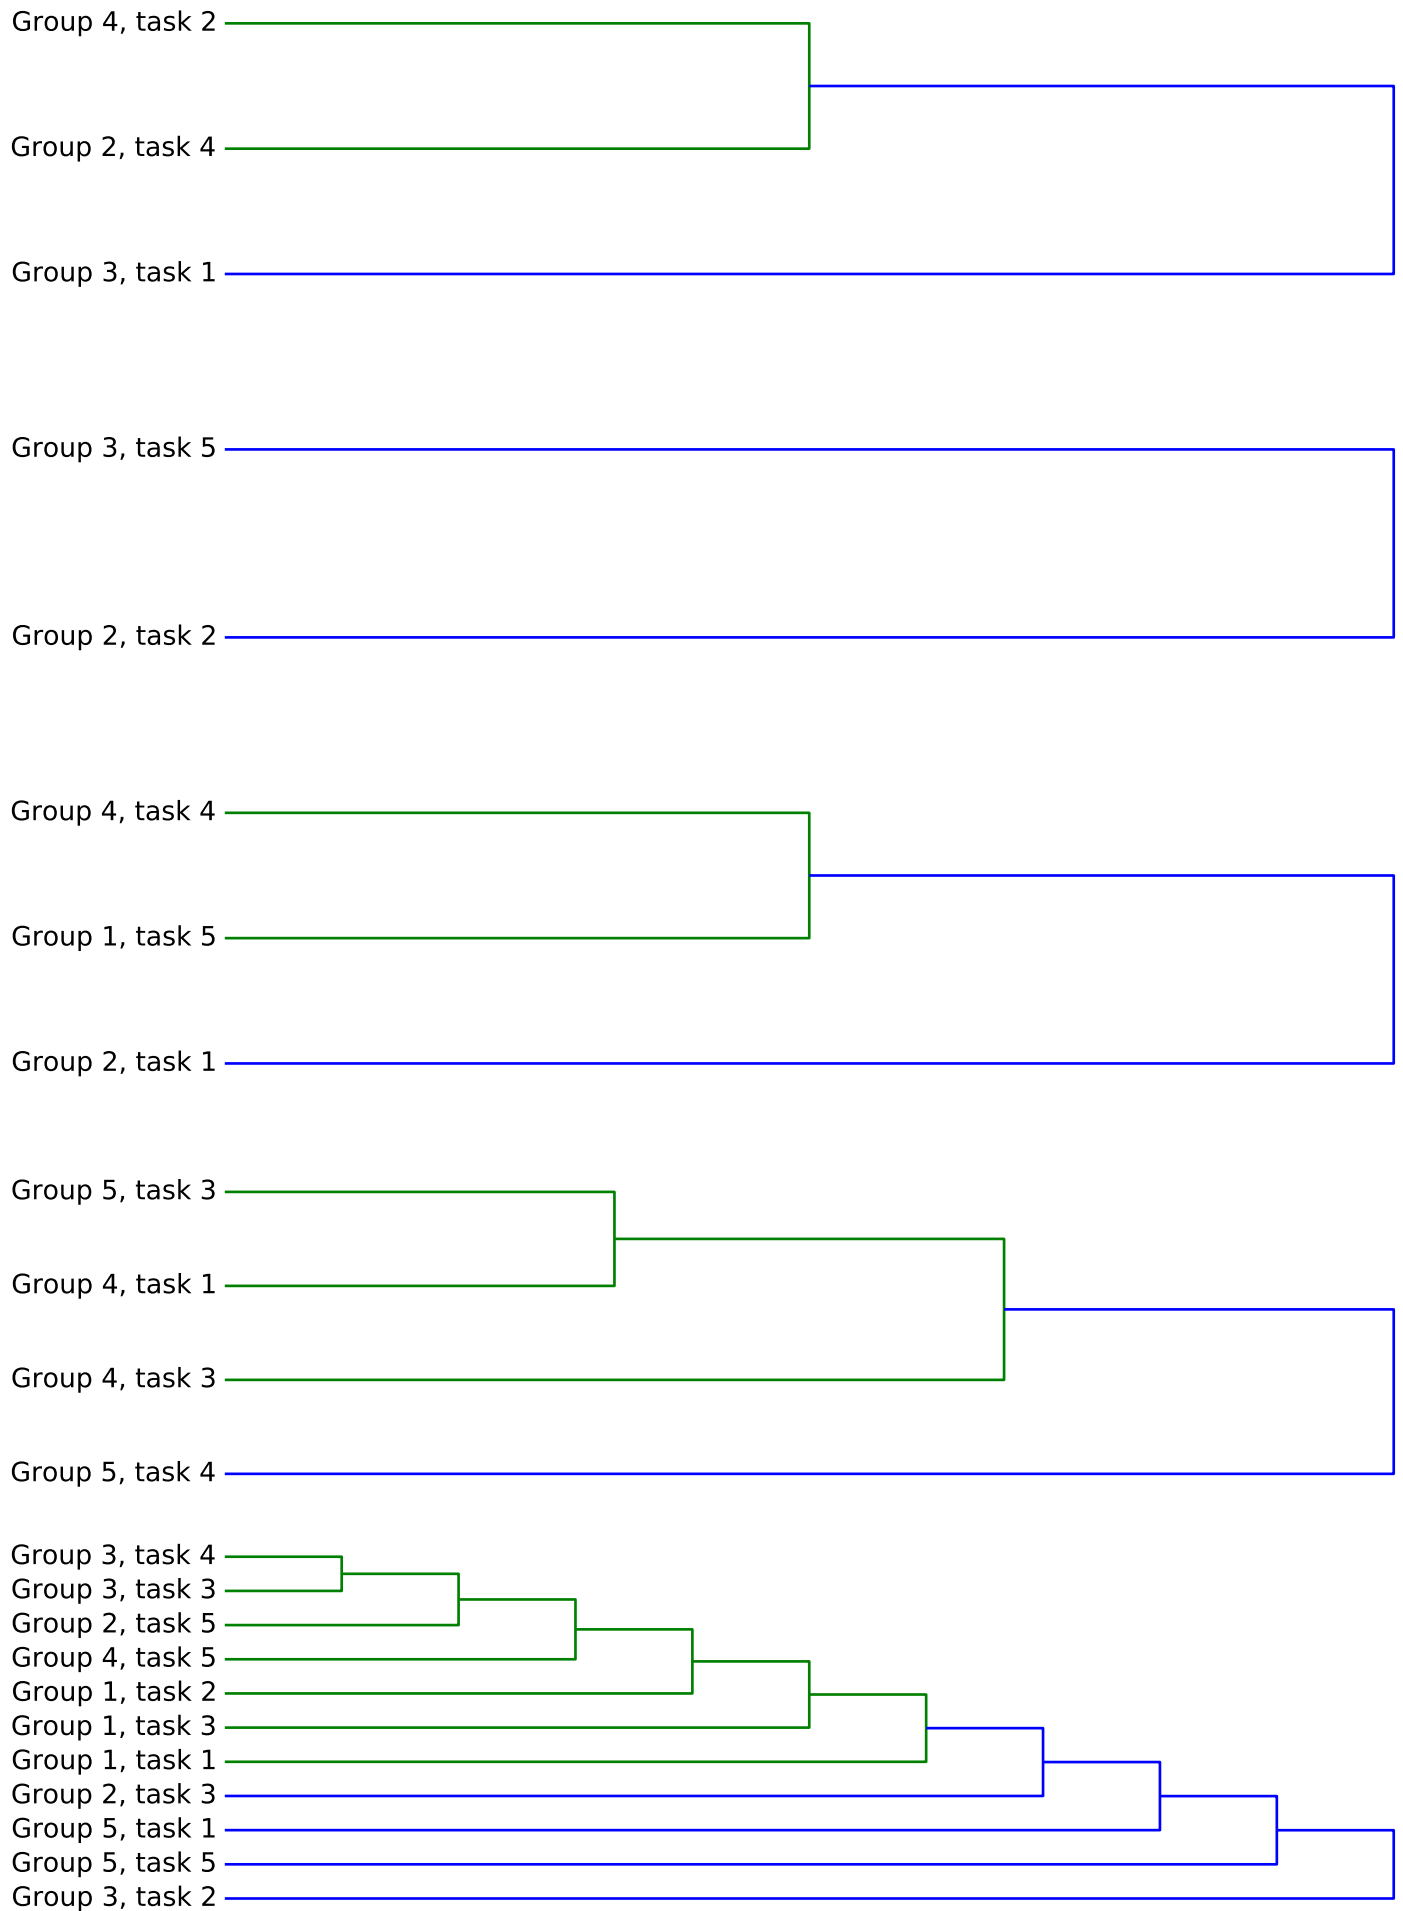 Group 4, task 2
Group 2, task 4
Group 3, task 1
Group 3, task 5
Group 2, task 2
Group 4, task 4
Group 1, task 5
Group 2, task 1
Group 5, task 3
Group 4, task 1
Group 4, task 3
Group 5, task 4
Group 3, task 4
Group 3, task 3
Group 2, task 5
Group 4, task 5
Group 1, task 2
Group 1, task 3
Group 1, task 1
Group 2, task 3
Group 5, task 1
Group 5, task 5
Group 3, task 2